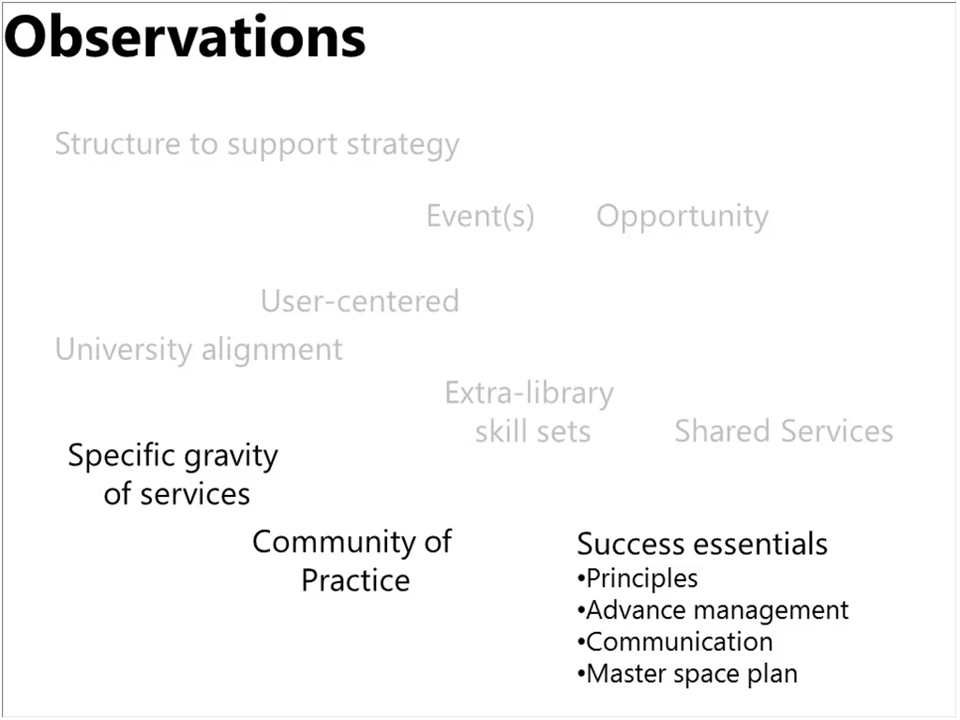 Observations
Structure to support strategy
Event(s)
Opportunity
User-centered
University alignment
Extra-library
skill sets
Shared Services
Specific gravity
of services
Community of
Practice
Success essentials
•Principles
•Advance management
•Communication
•Master space plan